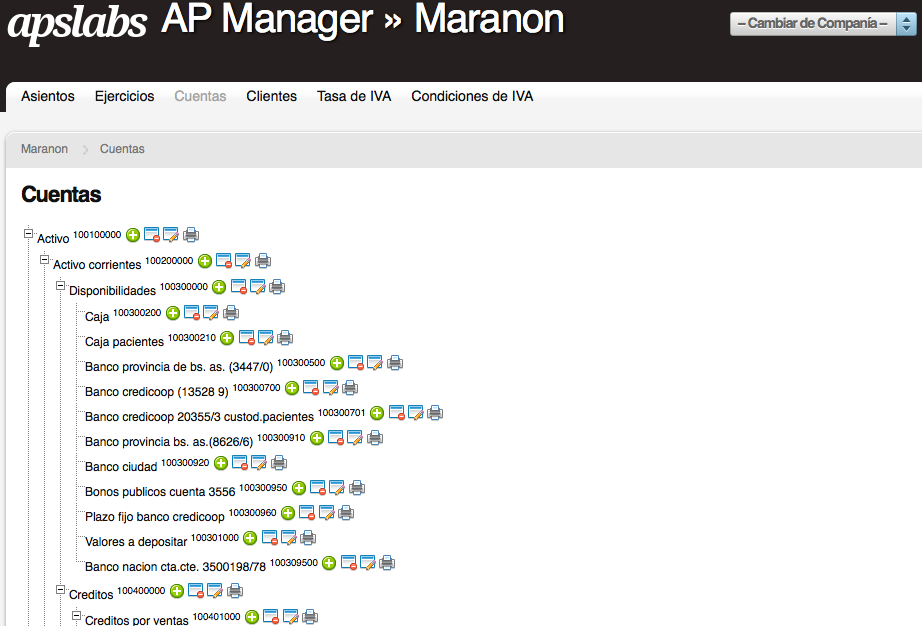 apslabs AP Manager » Maranon
– Cambiar de Compañía –
Asientos Ejercicios Cuentas Clientes Tasa de IVA Condiciones de IVA
Maranon Cuentas
Cuentas
Activo 100100000
Activo corrientes 100200000
Disponibilidades 100300000
Caja 100300200
Caja pacientes 100300210
Banco provincia de bs. as. (3447/0) 100300500
Banco credicoop (13528 9) 100300700
Banco credicoop 20355/3 custod.pacientes 100300701
Banco provincia bs. as.(8626/6) 100300910
Banco ciudad 100300920
Bonos publicos cuenta 3556 100300950
Plazo fijo banco credicoop 100300960
Valores a depositar 100301000
Banco nacion cta.cte. 3500198/78 100309500
Creditos 100400000
Creditos por ventas 100401000